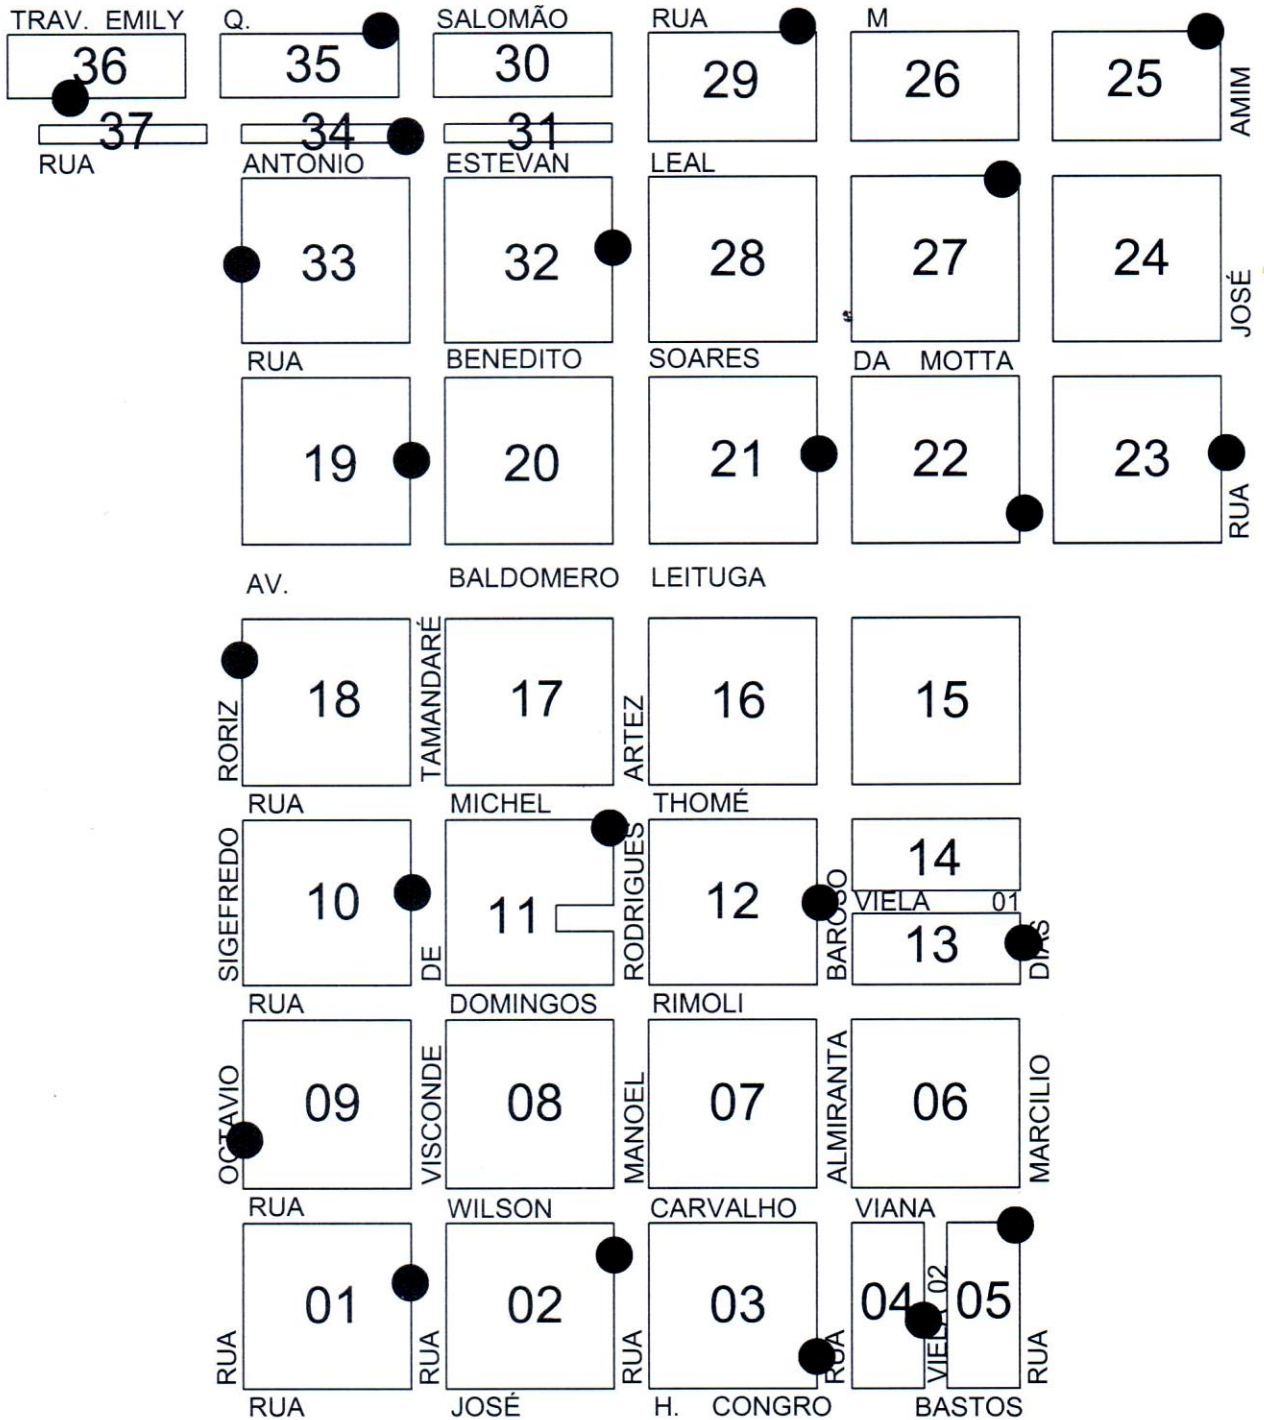 TRAV. EMILY Q. SALOMÃO RUA M
36 35 30 29 26 25
37 34 31
AMIM
RUA ANTONIO ESTEVAN LEAL
33 32 28 27 24
JOSÉ
RUA BENEDITO SOARES DA MOTTA
19 20 21 22 23
RUA
AV. BALDOMERO LEITUGA
18 17 16 15
RORIZ TAMANDARÉ ARTEZ
RUA MICHEL THOMÉ
14
10 11 12
VIELA 01
13
SIGEFREDO DE RODRIGUES BAROSO DIAS
RUA DOMINGOS RIMOLI
09 08 07 06
OCTAVIO VISCONDE MANOEL ALMIRANTA MARCILIO
RUA WILSON CARVALHO VIANA
01 02 03 04 05
VIELA 02
RUA RUA RUA RUA RUA
RUA JOSÉ H. CONGRO BASTOS